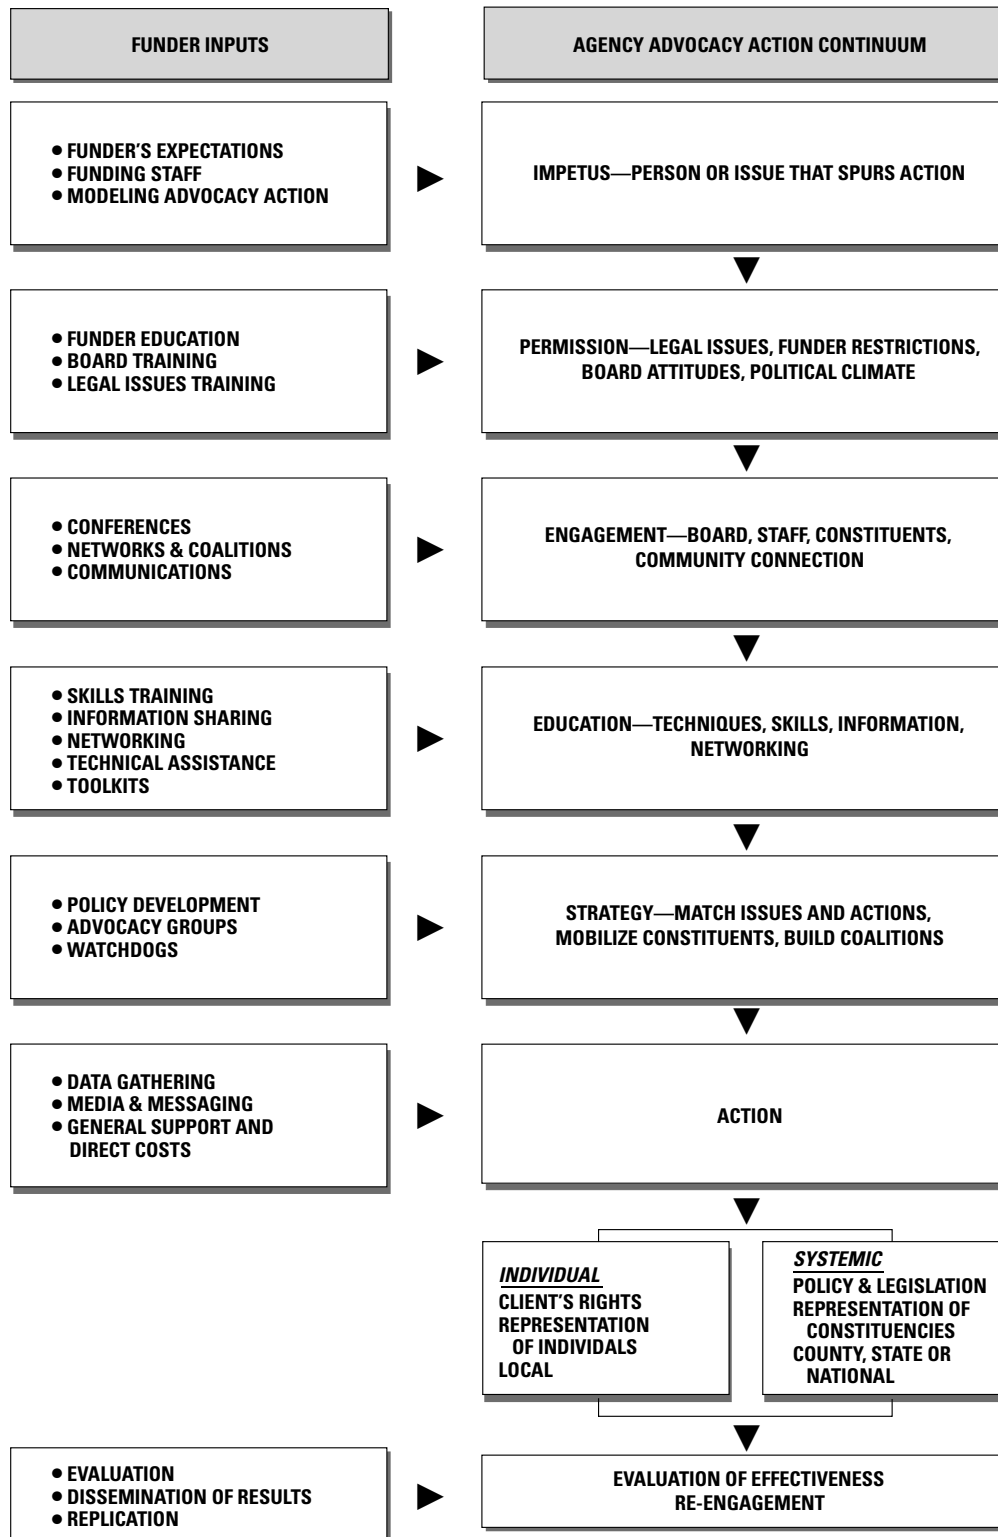 FUNDER INPUTS
AGENCY ADVOCACY ACTION CONTINUUM
● FUNDER'S EXPECTATIONS
● FUNDING STAFF
● MODELING ADVOCACY ACTION
IMPETUS—PERSON OR ISSUE THAT SPURS ACTION
● FUNDER EDUCATION
● BOARD TRAINING
● LEGAL ISSUES TRAINING
PERMISSION—LEGAL ISSUES, FUNDER RESTRICTIONS,
BOARD ATTITUDES, POLITICAL CLIMATE
● CONFERENCES
● NETWORKS & COALITIONS
● COMMUNICATIONS
ENGAGEMENT—BOARD, STAFF, CONSTITUENTS,
COMMUNITY CONNECTION
● SKILLS TRAINING
● INFORMATION SHARING
● NETWORKING
● TECHNICAL ASSISTANCE
● TOOLKITS
EDUCATION—TECHNIQUES, SKILLS, INFORMATION,
NETWORKING
● POLICY DEVELOPMENT
● ADVOCACY GROUPS
● WATCHDOGS
STRATEGY—MATCH ISSUES AND ACTIONS,
MOBILIZE CONSTITUENTS, BUILD COALITIONS
● DATA GATHERING
● MEDIA & MESSAGING
● GENERAL SUPPORT AND
DIRECT COSTS
ACTION
INDIVIDUAL
CLIENT'S RIGHTS
REPRESENTATION
OF INDIVIDALS
LOCAL
SYSTEMIC
POLICY & LEGISLATION
REPRESENTATION OF
CONSTITUENCIES
COUNTY, STATE OR
NATIONAL
● EVALUATION
● DISSEMINATION OF RESULTS
● REPLICATION
EVALUATION OF EFFECTIVENESS
RE-ENGAGEMENT